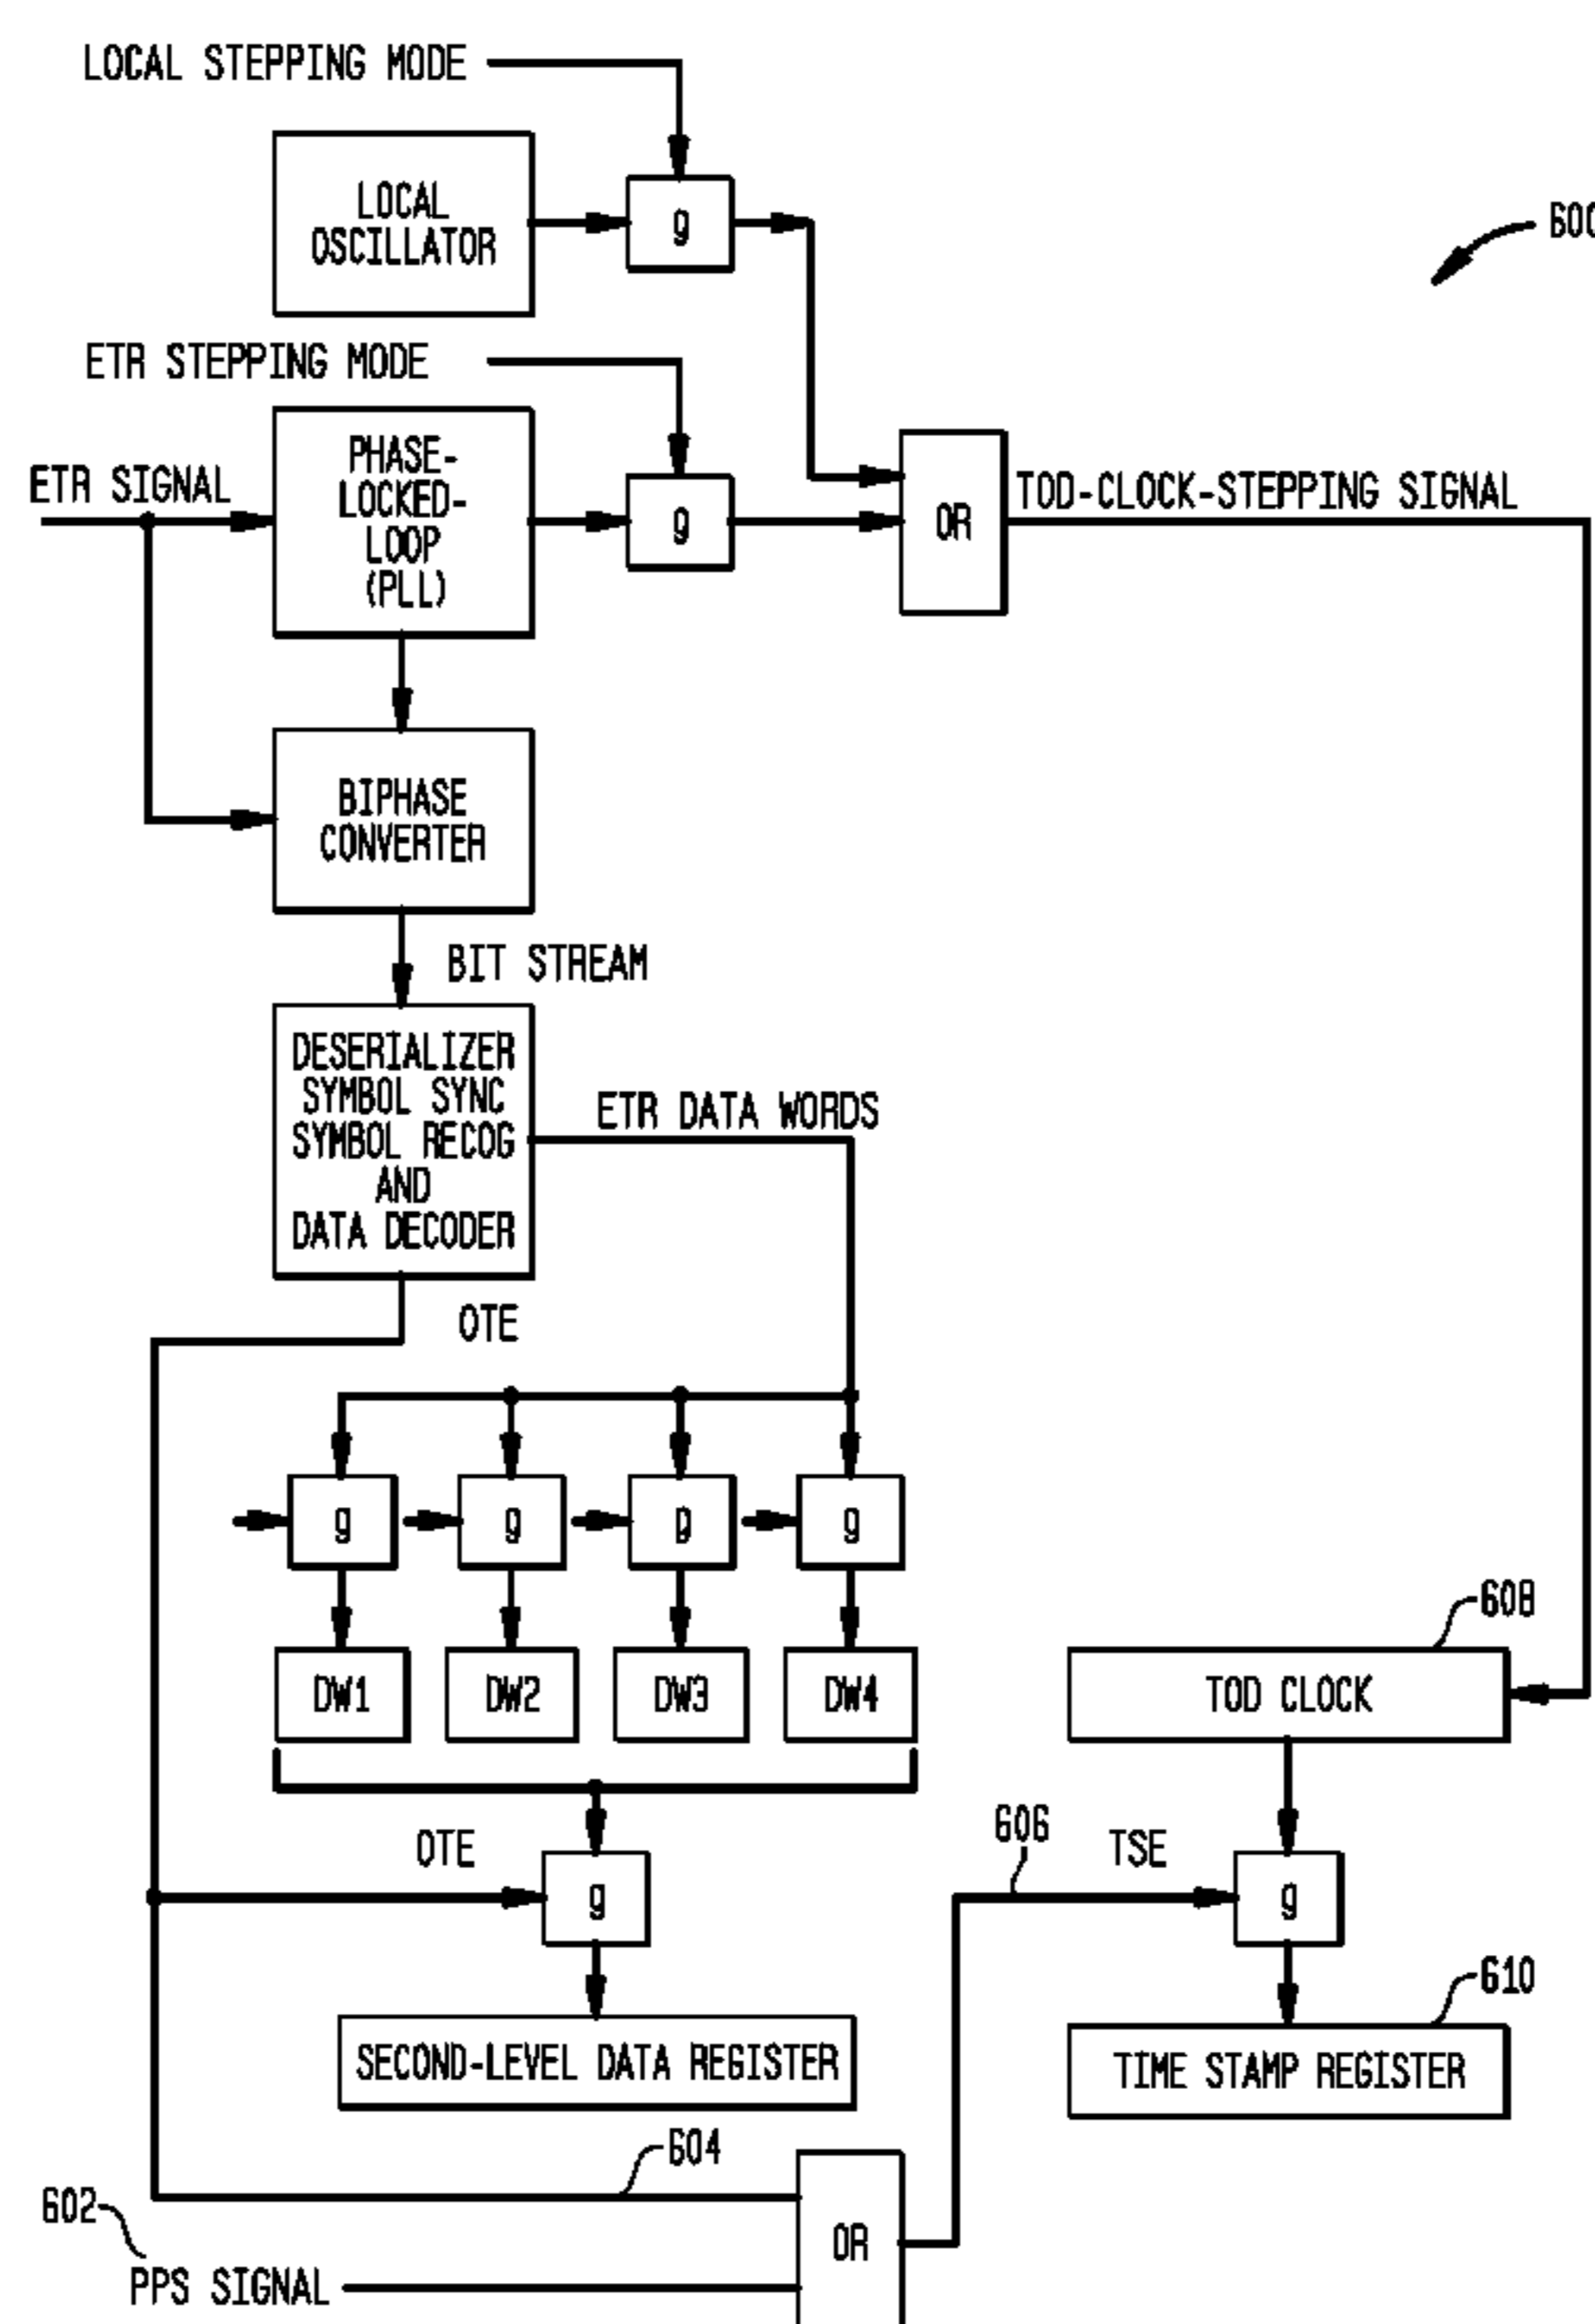 LOCAL STEPPING MODE
LOCAL
OSCILLATOR
g
600
ETR STEPPING MODE
ETR SIGNAL
PHASE-
LOCKED-
LOOP
(PLL)
g
OR
TOD-CLOCK-STEPPING SIGNAL
BIPHASE
CONVERTER
BIT STREAM
DESERIALIZER
SYMBOL SYNC
SYMBOL RECOG
AND
DATA DECODER
ETR DATA WORDS
OTE
g
g
g
g
DW1
DW2
DW3
DW4
608
TOD CLOCK
OTE
g
606
TSE
g
SECOND-LEVEL DATA REGISTER
610
TIME STAMP REGISTER
604
602
PPS SIGNAL
OR